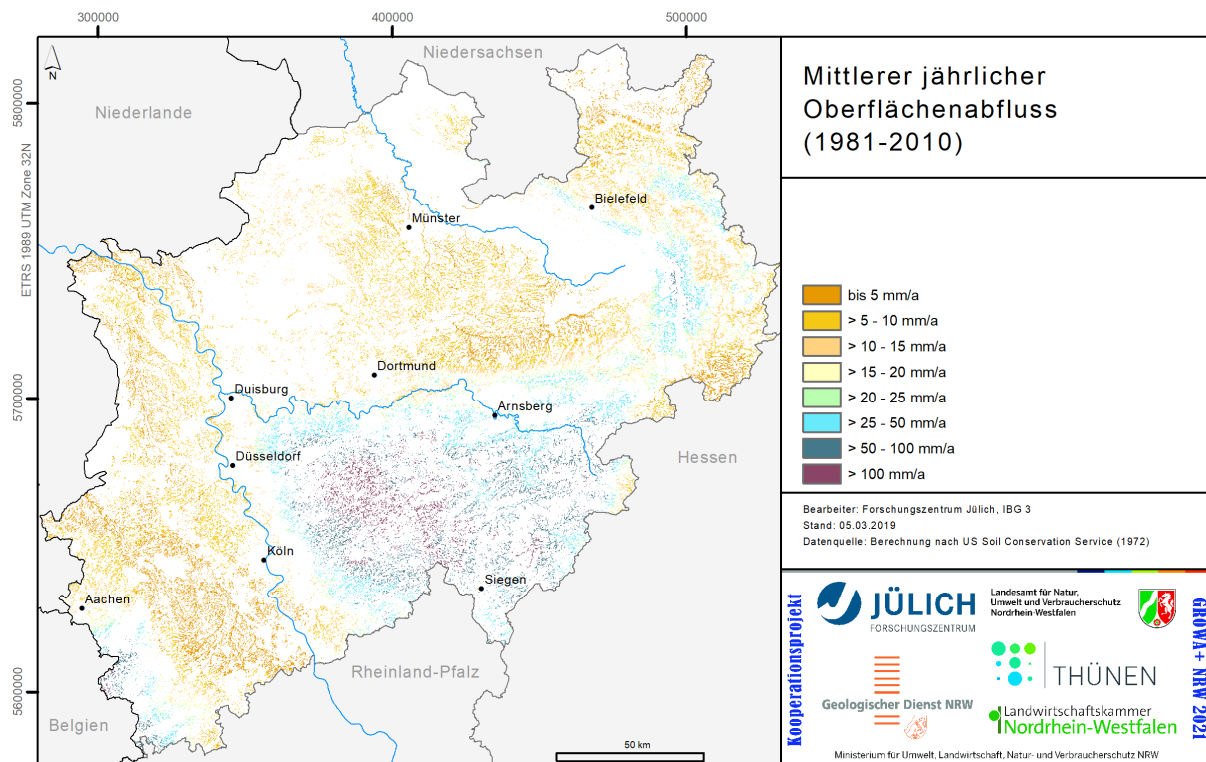 300000
400000
500000
5800000
5700000
5600000
ETRS 1989 UTM Zone 32N
N
Niedersachsen
Niederlande
Bielefeld
Münster
Dortmund
Duisburg
Arnsberg
Düsseldorf
Hessen
Köln
Siegen
Aachen
Rheinland-Pfalz
Belgien
50 km
Mittlerer jährlicher
Oberflächenabfluss
(1981-2010)
bis 5 mm/a
> 5 - 10 mm/a
> 10 - 15 mm/a
> 15 - 20 mm/a
> 20 - 25 mm/a
> 25 - 50 mm/a
> 50 - 100 mm/a
> 100 mm/a
Bearbeiter: Forschungszentrum Jülich, IBG 3
Stand: 05.03.2019
Datenquelle: Berechnung nach US Soil Conservation Service (1972)
Kooperationsprojekt
JÜLICH
FORSCHUNGSZENTRUM
Landesamt für Natur,
Umwelt und Verbraucherschutz
Nordrhein-Westfalen
THÜNEN
Geologischer Dienst NRW
Landwirtschaftskammer
Nordrhein-Westfalen
GROWA+ NRW 2021
Ministerium für Umwelt, Landwirtschaft, Natur- und Verbraucherschutz NRW